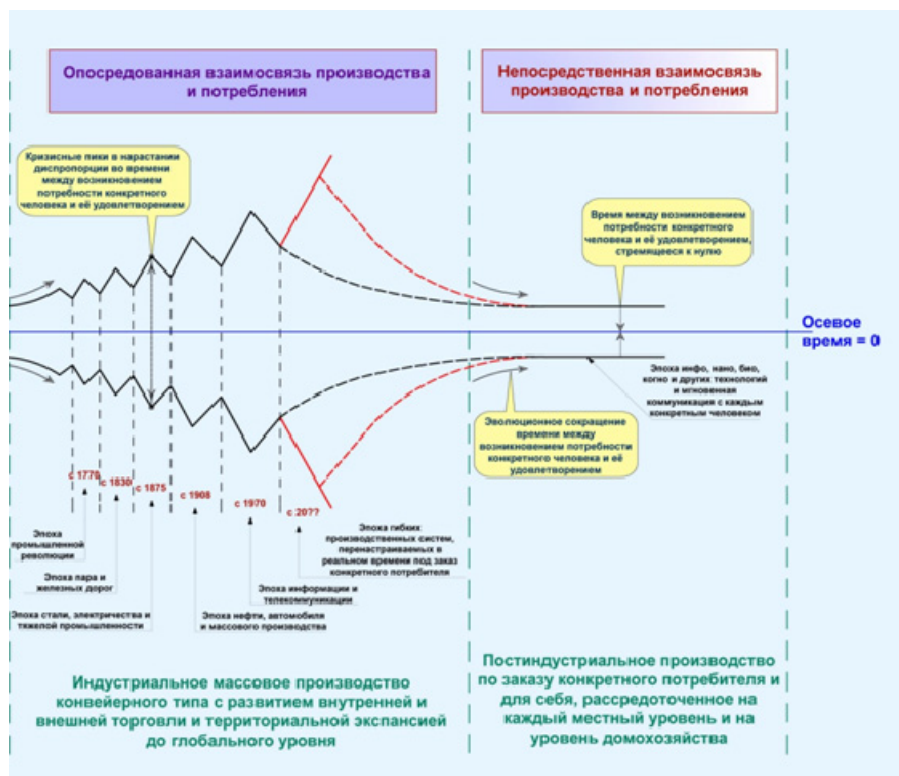 Опосредованная взаимосвязь производства
и потребления
Непосредственная взаимосвязь
производства и потребления
Кризисные пики в нарастании
диспропорции во времени
между возникновением
потребности конкретного
человека и её удовлетворением
Время между возникновением
потребности конкретного
человека и её удовлетворением,
стремящееся к нулю
Осевое
время = 0
Эпоха инфо, нано, био,
когно и других технологий
и мгновенная
коммуникация с каждым
конкретным человеком
Эволюционное сокращение
времени между
возникновением потребности
конкретного человека и её
удовлетворением
с 1770
с 1830
с 1875
с 1908
с 1970
с 20??
Эпоха
промышленной
революции
Эпоха пара и
железных дорог
Эпоха стали, электричества и
тяжелой промышленности
Эпоха нефти, автомобиля
и массового производства
Эпоха информации и
телекоммуникации
Эпоха гибких
производственных систем,
перенастраиваемых в
реальном времени под заказ
конкретного потребителя
Индустриальное массовое производство
конвейерного типа с развитием внутренней и
внешней торговли и территориальной экспансией
до глобального уровня
Постиндустриальное производство
по заказу конкретного потребителя и
для себя, рассредоточенное на
каждый местный уровень и на
уровень домохозяйства